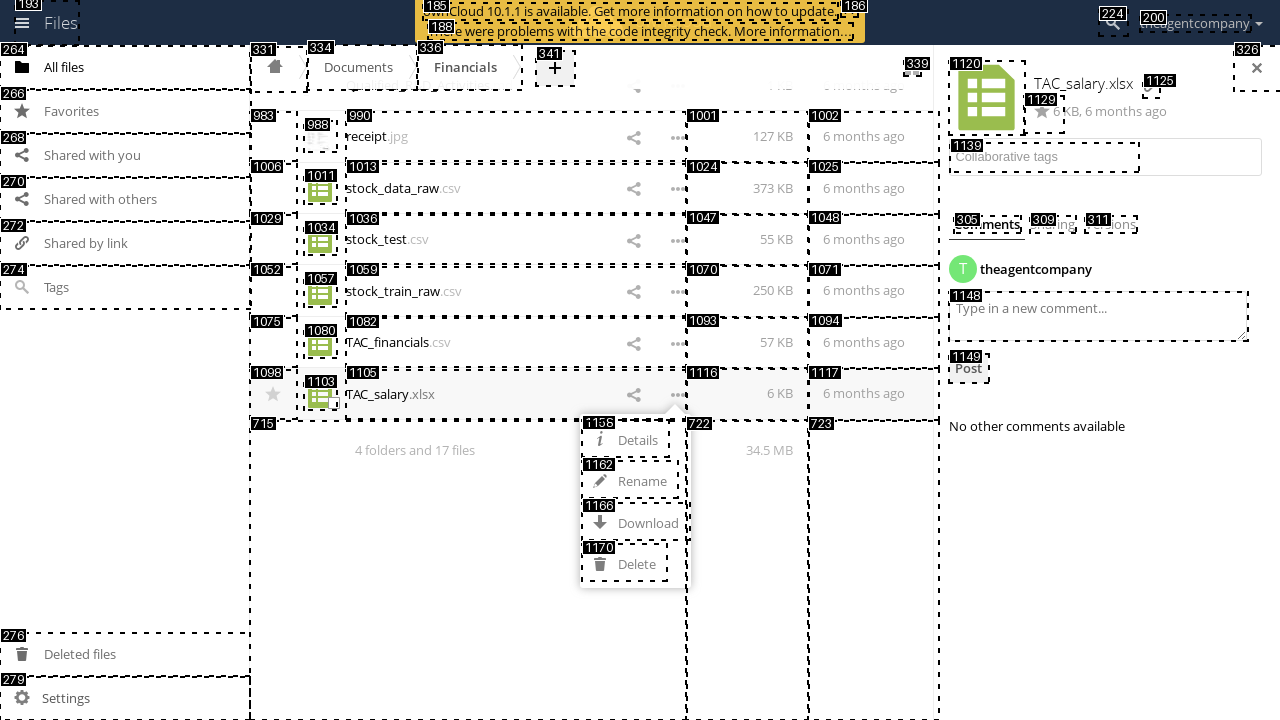 193
Files
185
ownCloud 10.1.1 is available. Get more information on how to update.
186
188
There were problems with the code integrity check. More information…
224
200
theagentcompany
264
All files
266
Favorites
268
Shared with you
270
Shared with others
272
Shared by link
274
Tags
276
Deleted files
279
Settings
331
334
Documents
336
Financials
341
+
339
326
983
988
990
receipt.jpg
1001
127 KB
1002
6 months ago
1006
1011
1013
stock_data_raw.csv
1024
373 KB
1025
6 months ago
1029
1034
1036
stock_test.csv
1047
55 KB
1048
6 months ago
1052
1057
1059
stock_train_raw.csv
1070
250 KB
1071
6 months ago
1075
1080
1082
TAC_financials.csv
1093
57 KB
1094
6 months ago
1098
1103
1105
TAC_salary.xlsx
1116
6 KB
1117
6 months ago
715
4 folders and 17 files
722
34.5 MB
723
1158
Details
1162
Rename
1166
Download
1170
Delete
1120
TAC_salary.xlsx
1125
1129
6 KB, 6 months ago
1139
Collaborative tags
305
Comments
309
Sharing
311
Versions
T
theagentcompany
1148
Type in a new comment...
1149
Post
No other comments available